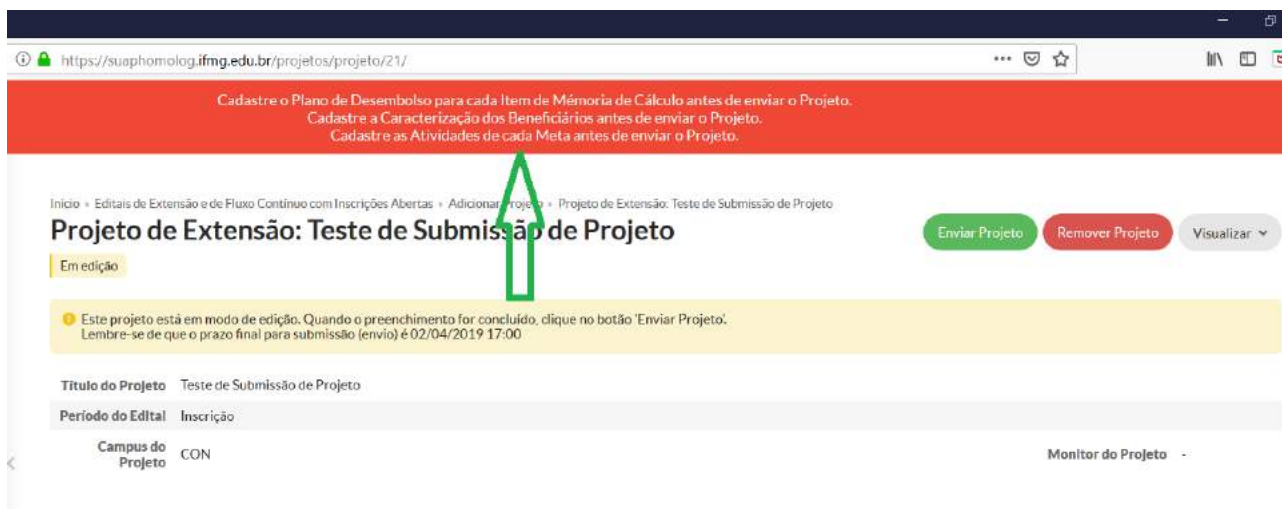 https://suaphomolog.ifmg.edu.br/projetos/projeto/21/
Cadastre o Plano de Desembolso para cada Item de Mémoria de Cálculo antes de enviar o Projeto.
Cadastre a Caracterização dos Beneficiários antes de enviar o Projeto.
Cadastre as Atividades de cada Meta antes de enviar o Projeto.
Início » Editais de Extensão e de Fluxo Contínuo com Inscrições Abertas » Adicionar Projeto » Projeto de Extensão: Teste de Submissão de Projeto
Projeto de Extensão: Teste de Submissão de Projeto
Enviar Projeto Remover Projeto Visualizar
Em edição
Este projeto está em modo de edição. Quando o preenchimento for concluído, clique no botão 'Enviar Projeto'.
Lembre-se de que o prazo final para submissão (envio) é 02/04/2019 17:00
Título do Projeto Teste de Submissão de Projeto
Período do Edital Inscrição
Campus do
Projeto CON Monitor do Projeto -